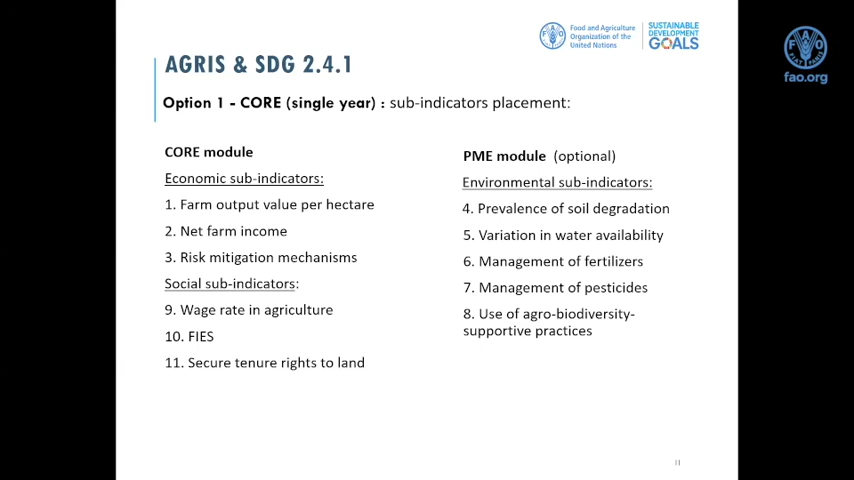 Food and Agriculture
Organization of the
United Nations
SUSTAINABLE
DEVELOPMENT
GOALS
FAO
FIAT PANIS
fao.org
AGRIS & SDG 2.4.1
Option 1 - CORE (single year) : sub-indicators placement:
CORE module
Economic sub-indicators:
1. Farm output value per hectare
2. Net farm income
3. Risk mitigation mechanisms
Social sub-indicators:
9. Wage rate in agriculture
10. FIES
11. Secure tenure rights to land
PME module (optional)
Environmental sub-indicators:
4. Prevalence of soil degradation
5. Variation in water availability
6. Management of fertilizers
7. Management of pesticides
8. Use of agro-biodiversity-
supportive practices
11